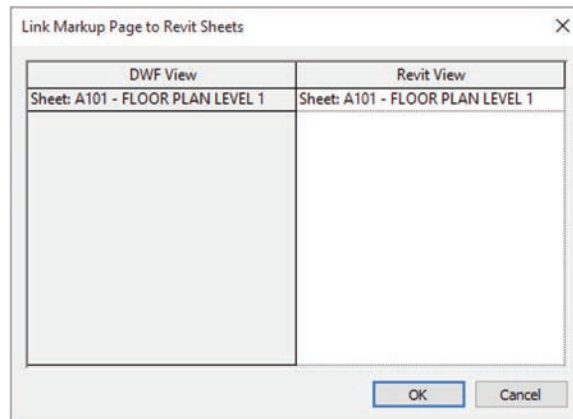 Link Markup Page to Revit Sheets
DWF View Revit View
Sheet: A101 - FLOOR PLAN LEVEL 1 Sheet: A101 - FLOOR PLAN LEVEL 1
OK Cancel